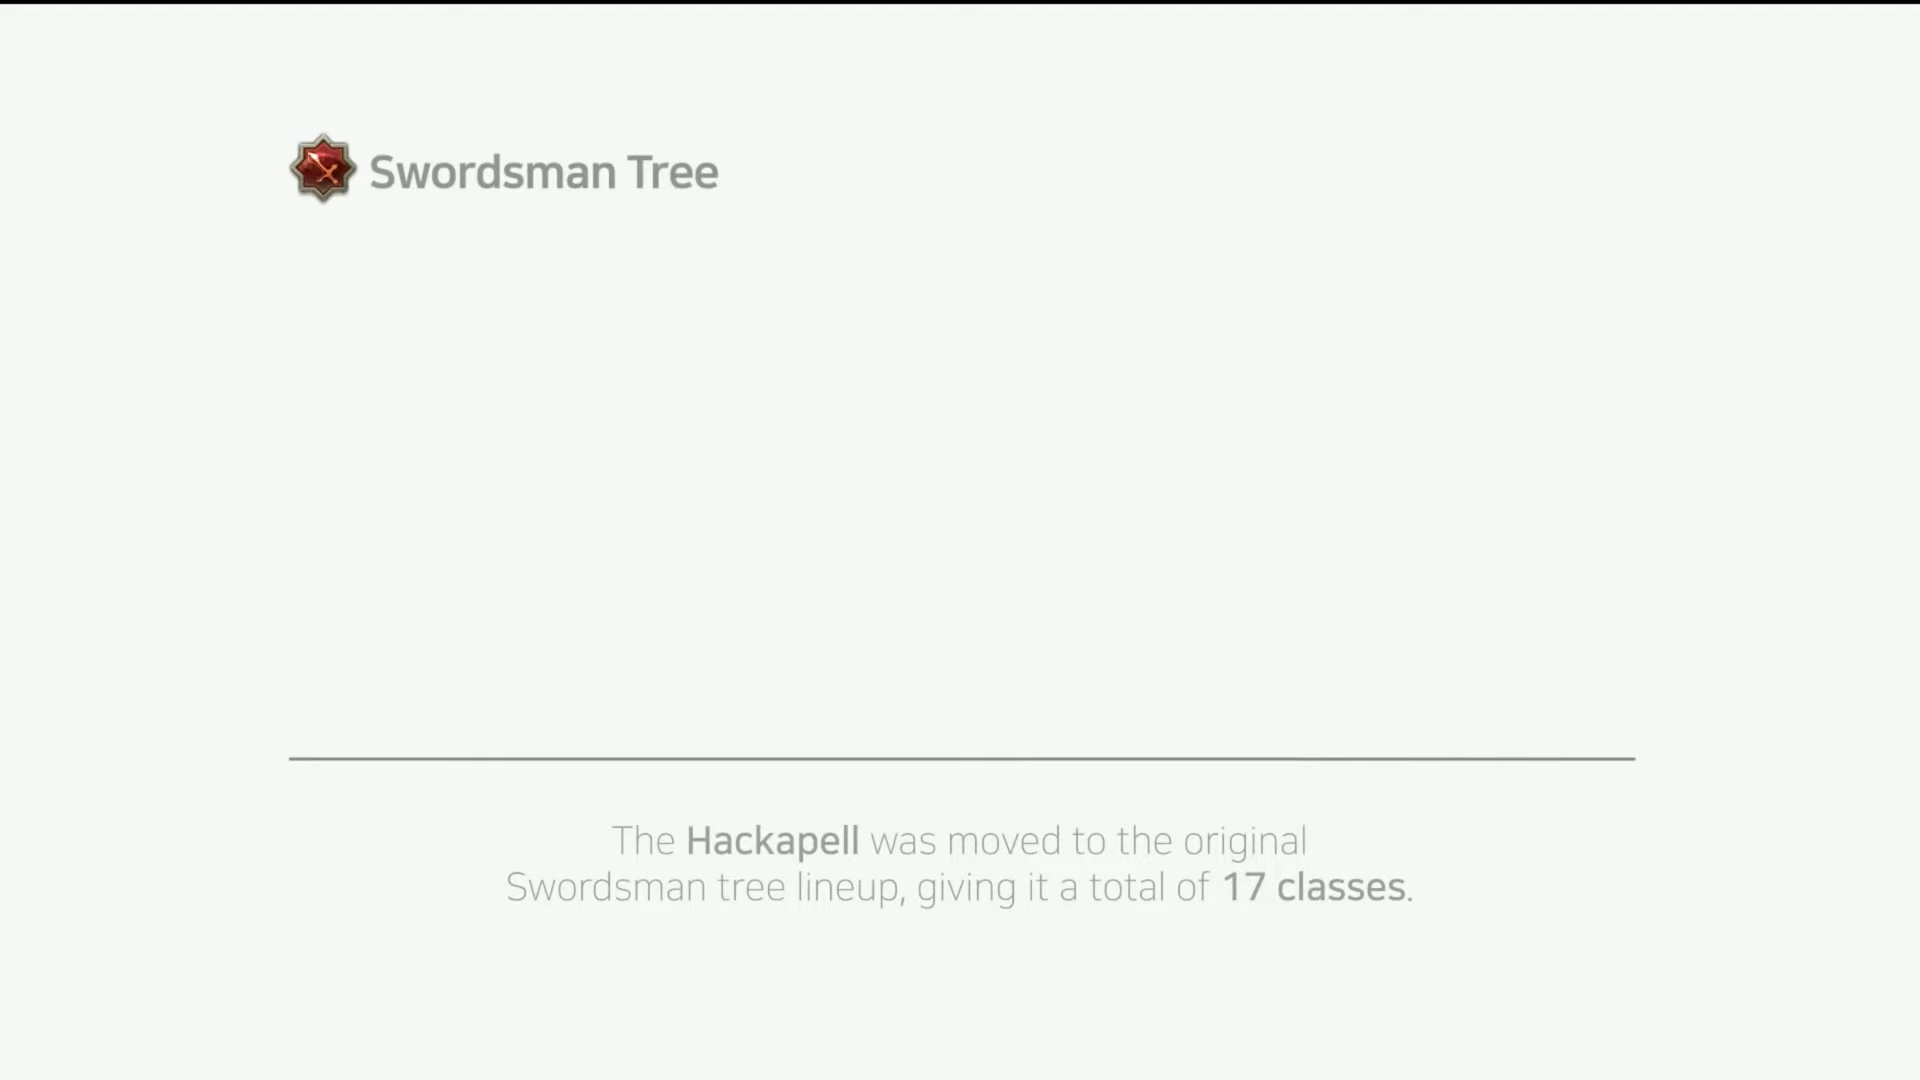 Swordsman Tree
The Hackapell was moved to the original
Swordsman tree lineup, giving it a total of 17 classes.